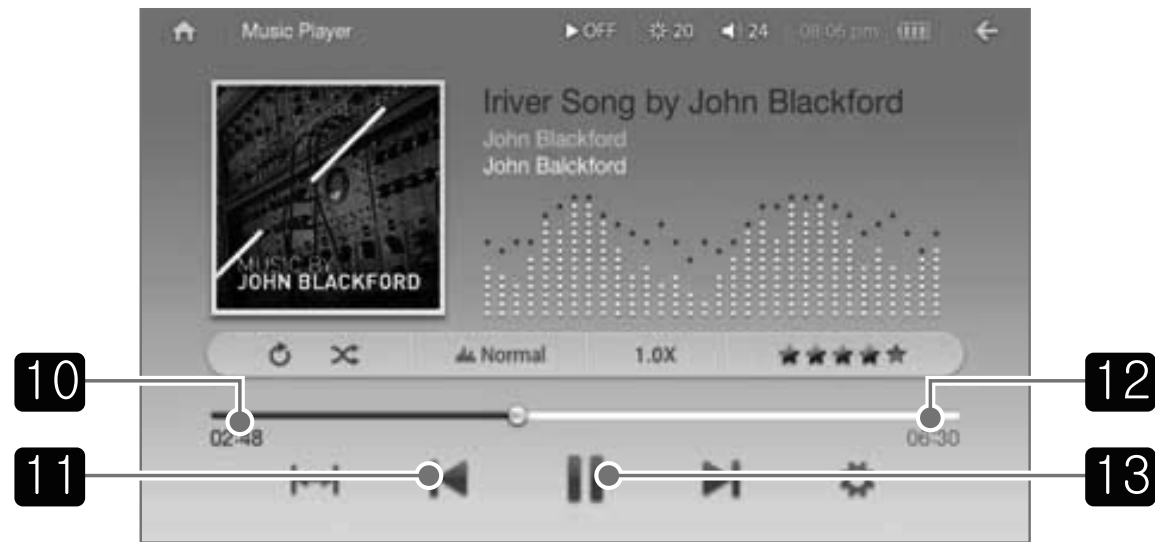 Music Player OFF 20 24 08:06 pm
Iriver Song by John Blackford
John Blackford
John Balckford
MUSIC BY
JOHN BLACKFORD
Normal 1.0X
10 12
02:48 06:30
11 13